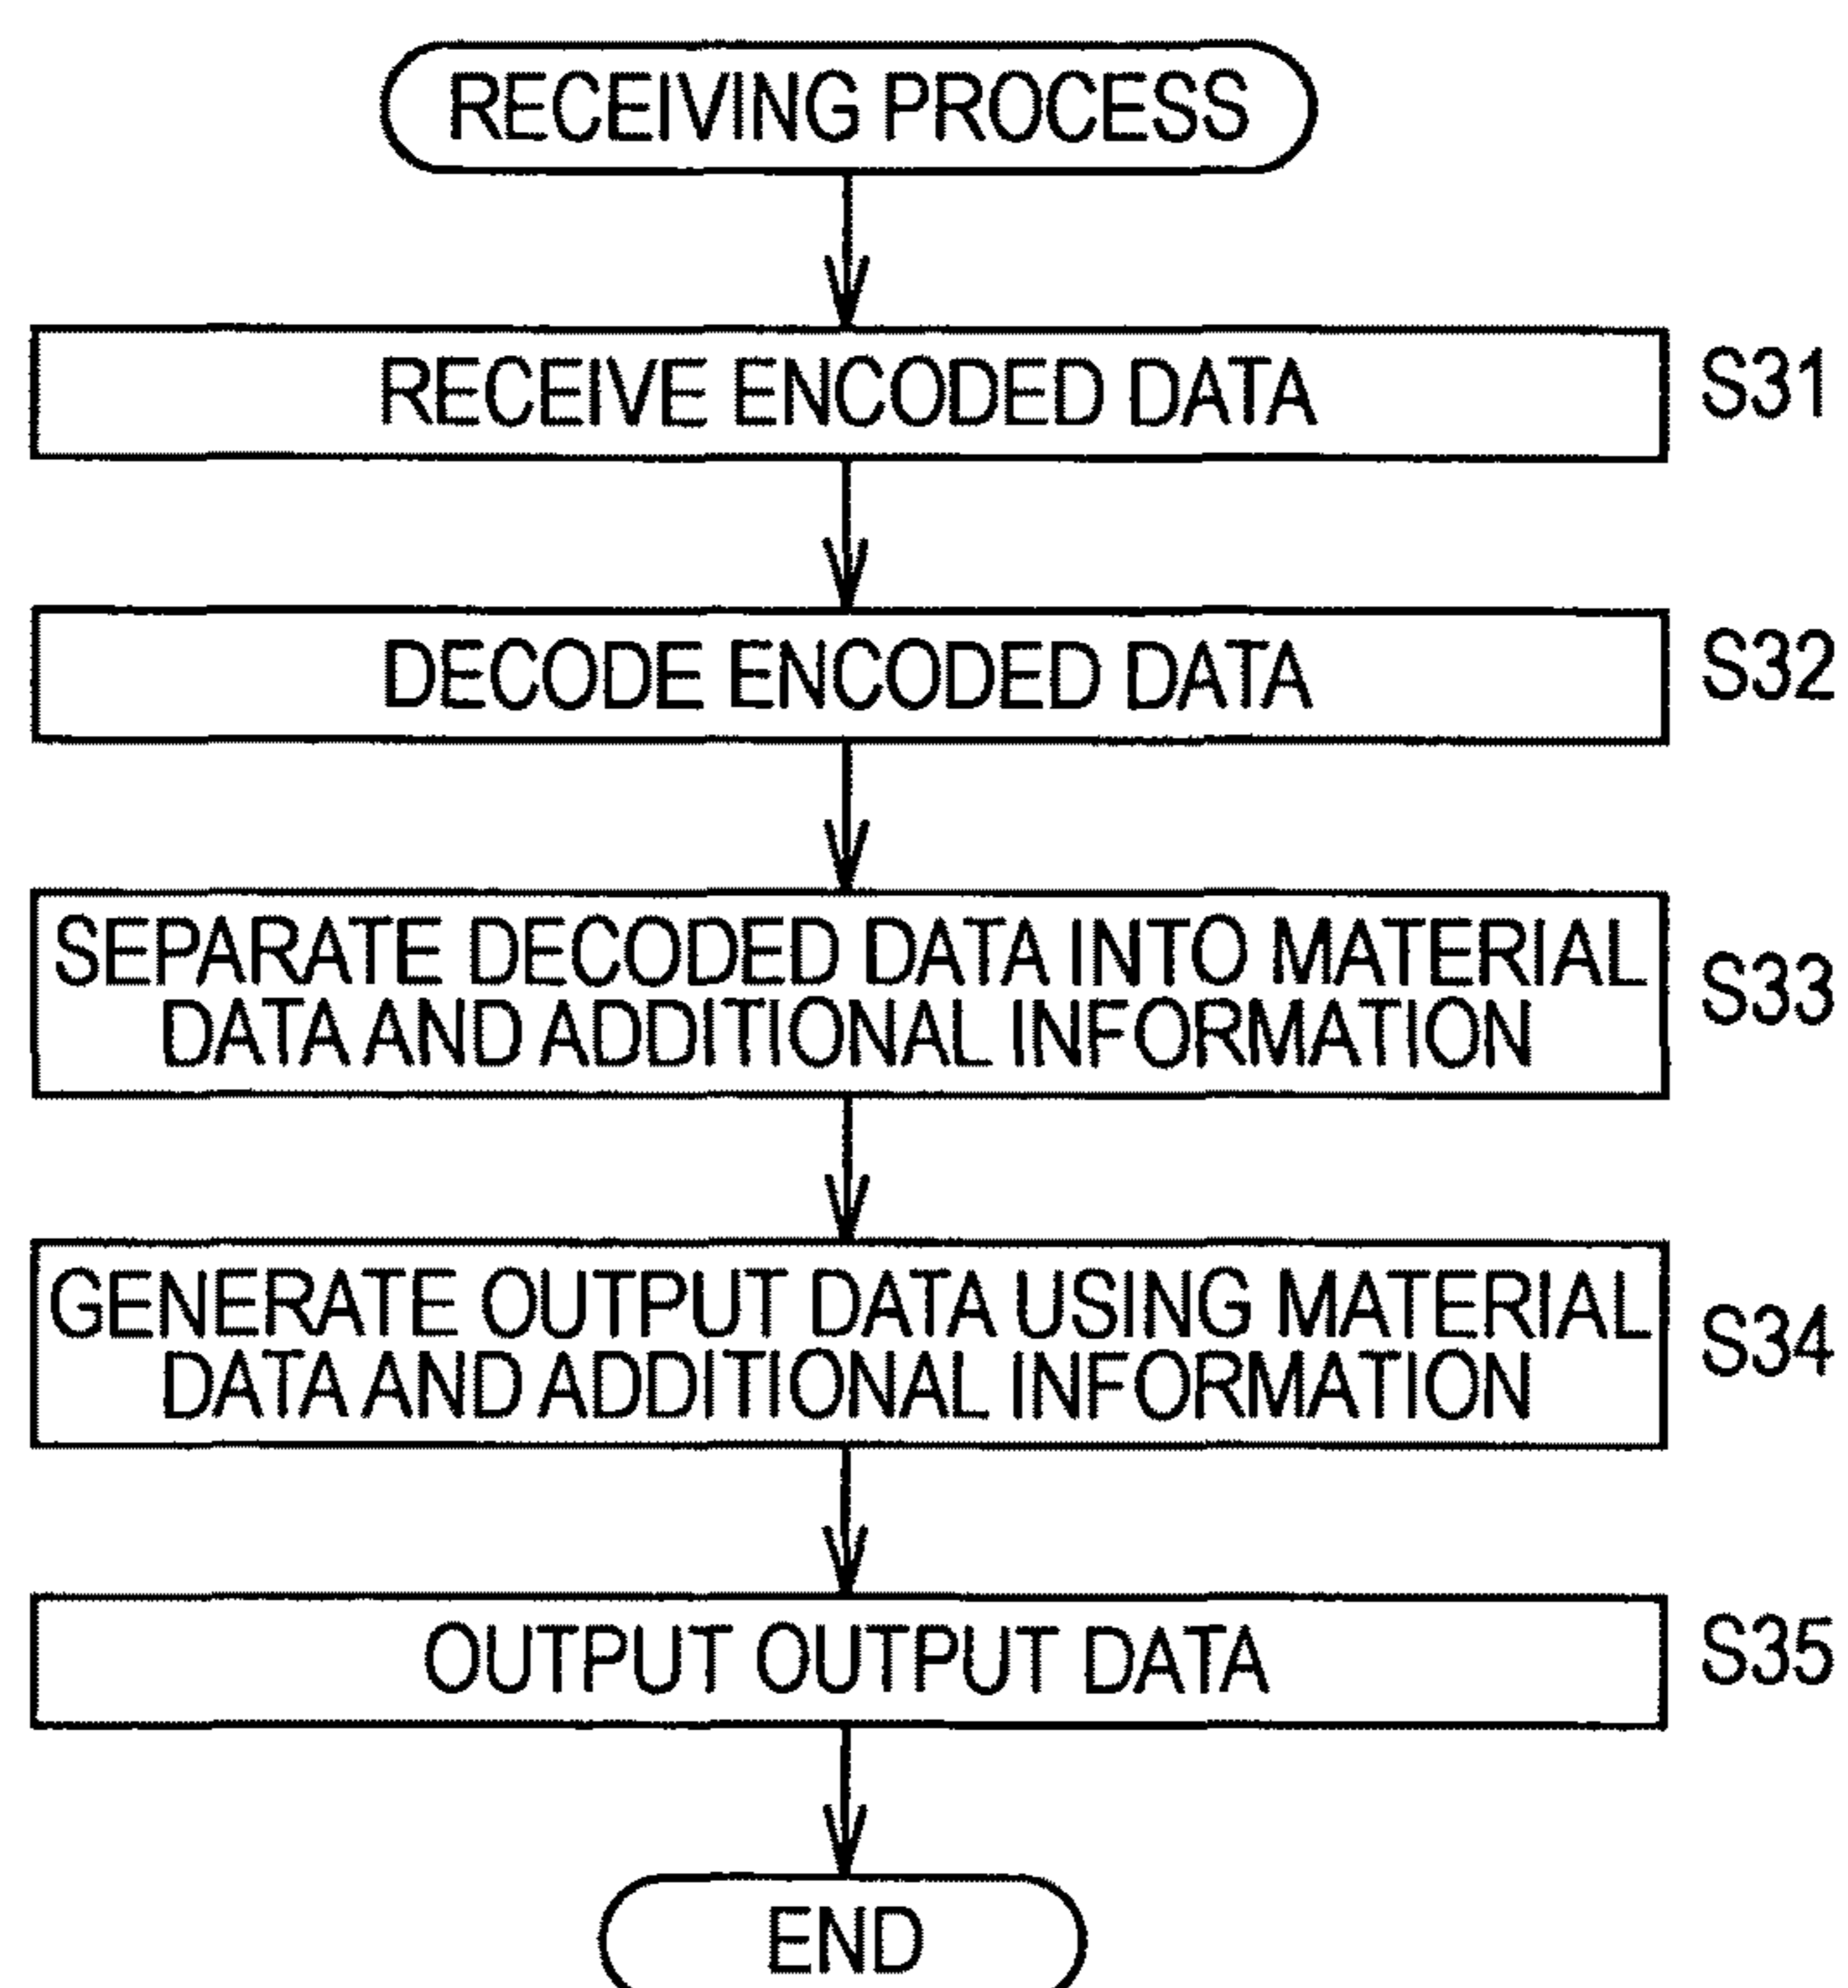 RECEIVING PROCESS
RECEIVE ENCODED DATA S31
DECODE ENCODED DATA S32
SEPARATE DECODED DATA INTO MATERIAL
DATA AND ADDITIONAL INFORMATION S33
GENERATE OUTPUT DATA USING MATERIAL
DATA AND ADDITIONAL INFORMATION S34
OUTPUT OUTPUT DATA S35
END